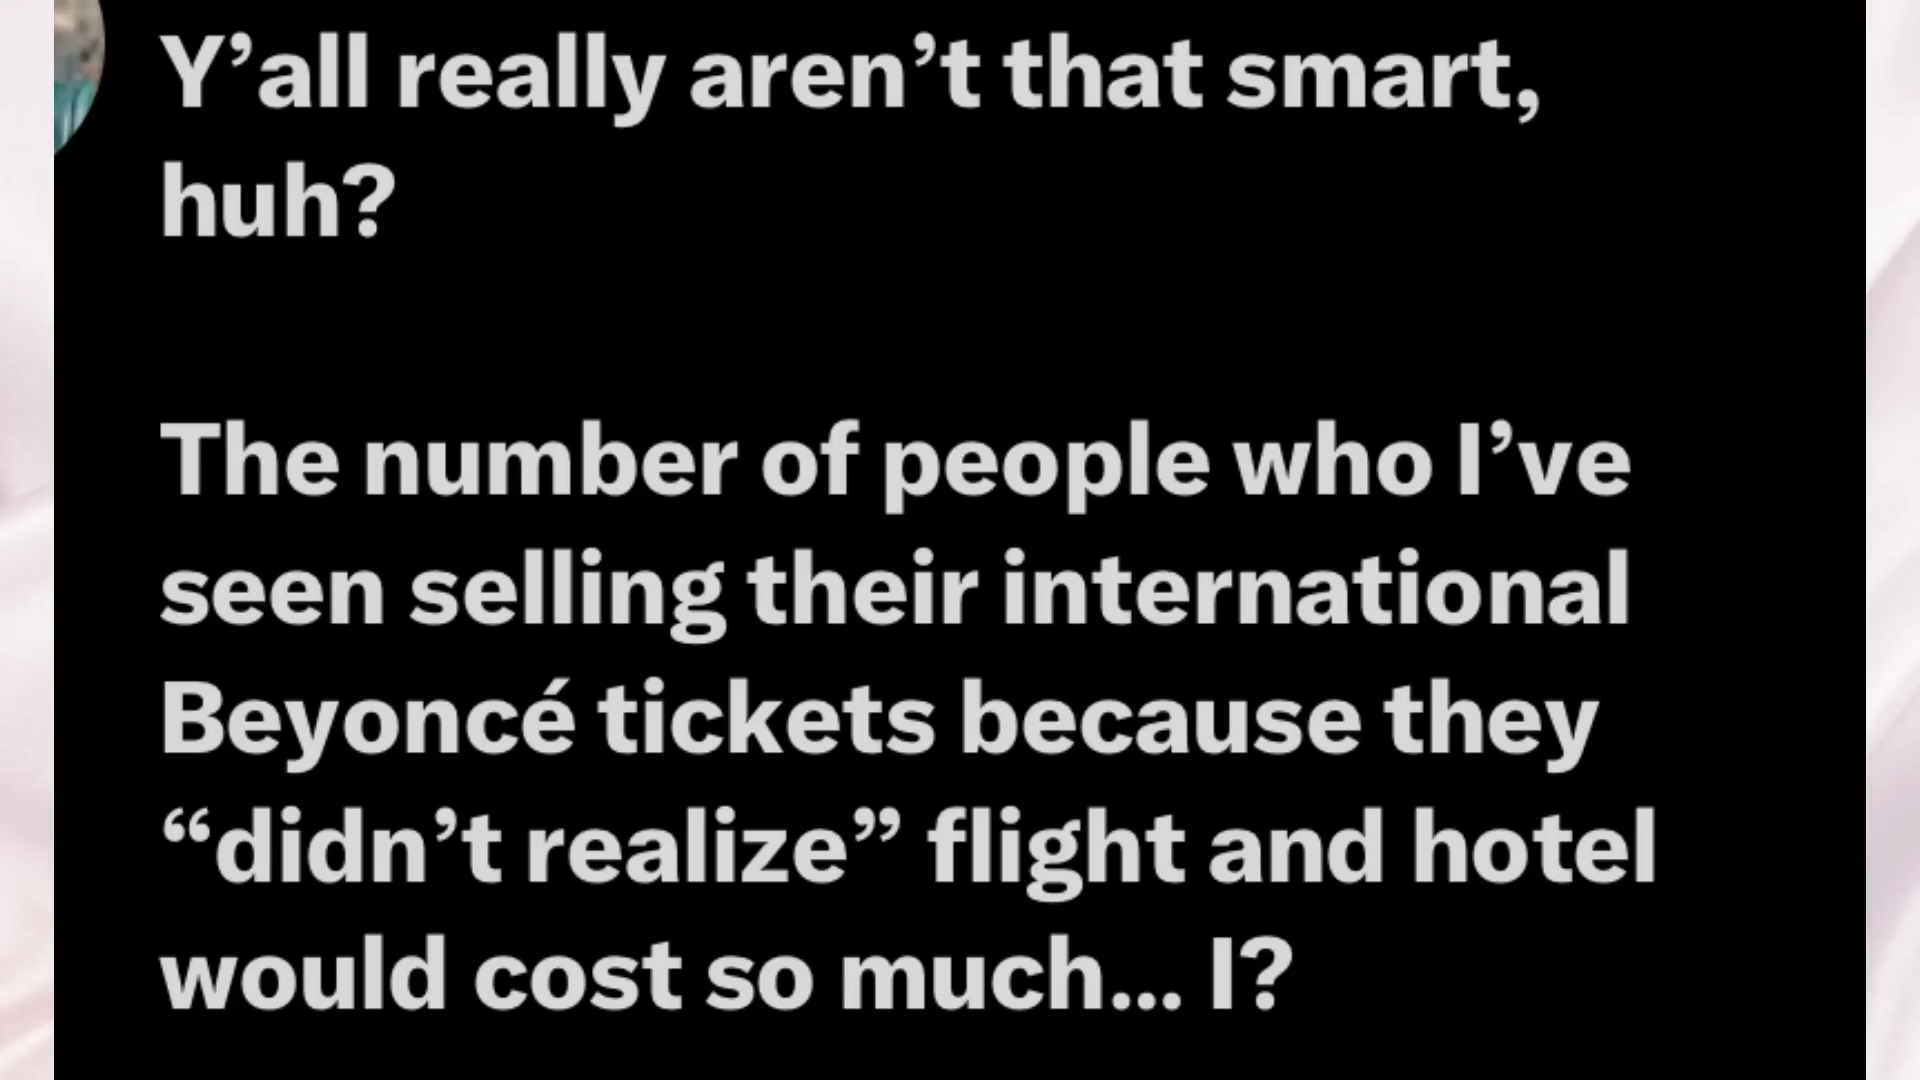 Y’all really aren’t that smart,
huh?
The number of people who I’ve
seen selling their international
Beyoncé tickets because they
“didn’t realize” flight and hotel
would cost so much... I?